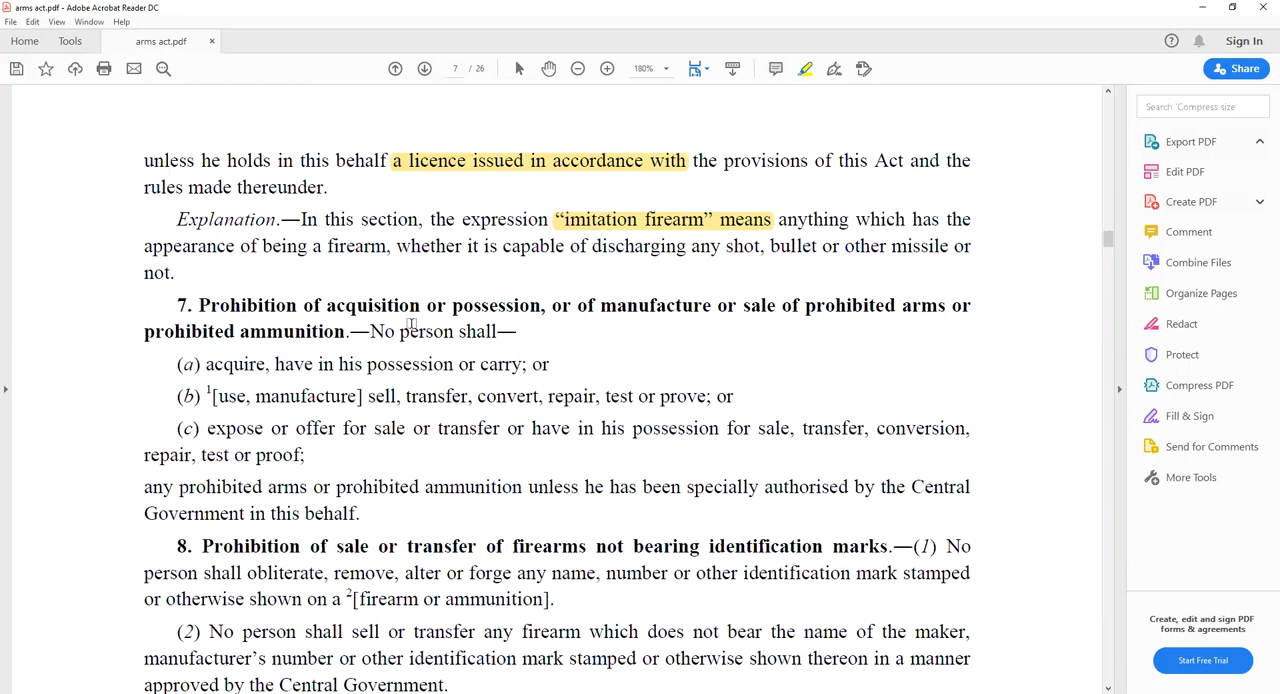 arms act.pdf - Adobe Acrobat Reader DC
File Edit View Window Help
Home Tools arms act.pdf × Sign In
7 / 26 180% Share
unless he holds in this behalf a licence issued in accordance with the provisions of this Act and the
rules made thereunder.
Explanation.—In this section, the expression “imitation firearm” means anything which has the
appearance of being a firearm, whether it is capable of discharging any shot, bullet or other missile or
not.
7. Prohibition of acquisition or possession, or of manufacture or sale of prohibited arms or
prohibited ammunition.—No person shall—
(a) acquire, have in his possession or carry; or
(b) 1[use, manufacture] sell, transfer, convert, repair, test or prove; or
(c) expose or offer for sale or transfer or have in his possession for sale, transfer, conversion,
repair, test or proof;
any prohibited arms or prohibited ammunition unless he has been specially authorised by the Central
Government in this behalf.
8. Prohibition of sale or transfer of firearms not bearing identification marks.—(1) No
person shall obliterate, remove, alter or forge any name, number or other identification mark stamped
or otherwise shown on a 2[firearm or ammunition].
(2) No person shall sell or transfer any firearm which does not bear the name of the maker,
manufacturer’s number or other identification mark stamped or otherwise shown thereon in a manner
approved by the Central Government.
Search 'Compress size'
Export PDF
Edit PDF
Create PDF
Comment
Combine Files
Organize Pages
Redact
Protect
Compress PDF
Fill & Sign
Send for Comments
More Tools
Create, edit and sign PDF
forms & agreements
Start Free Trial